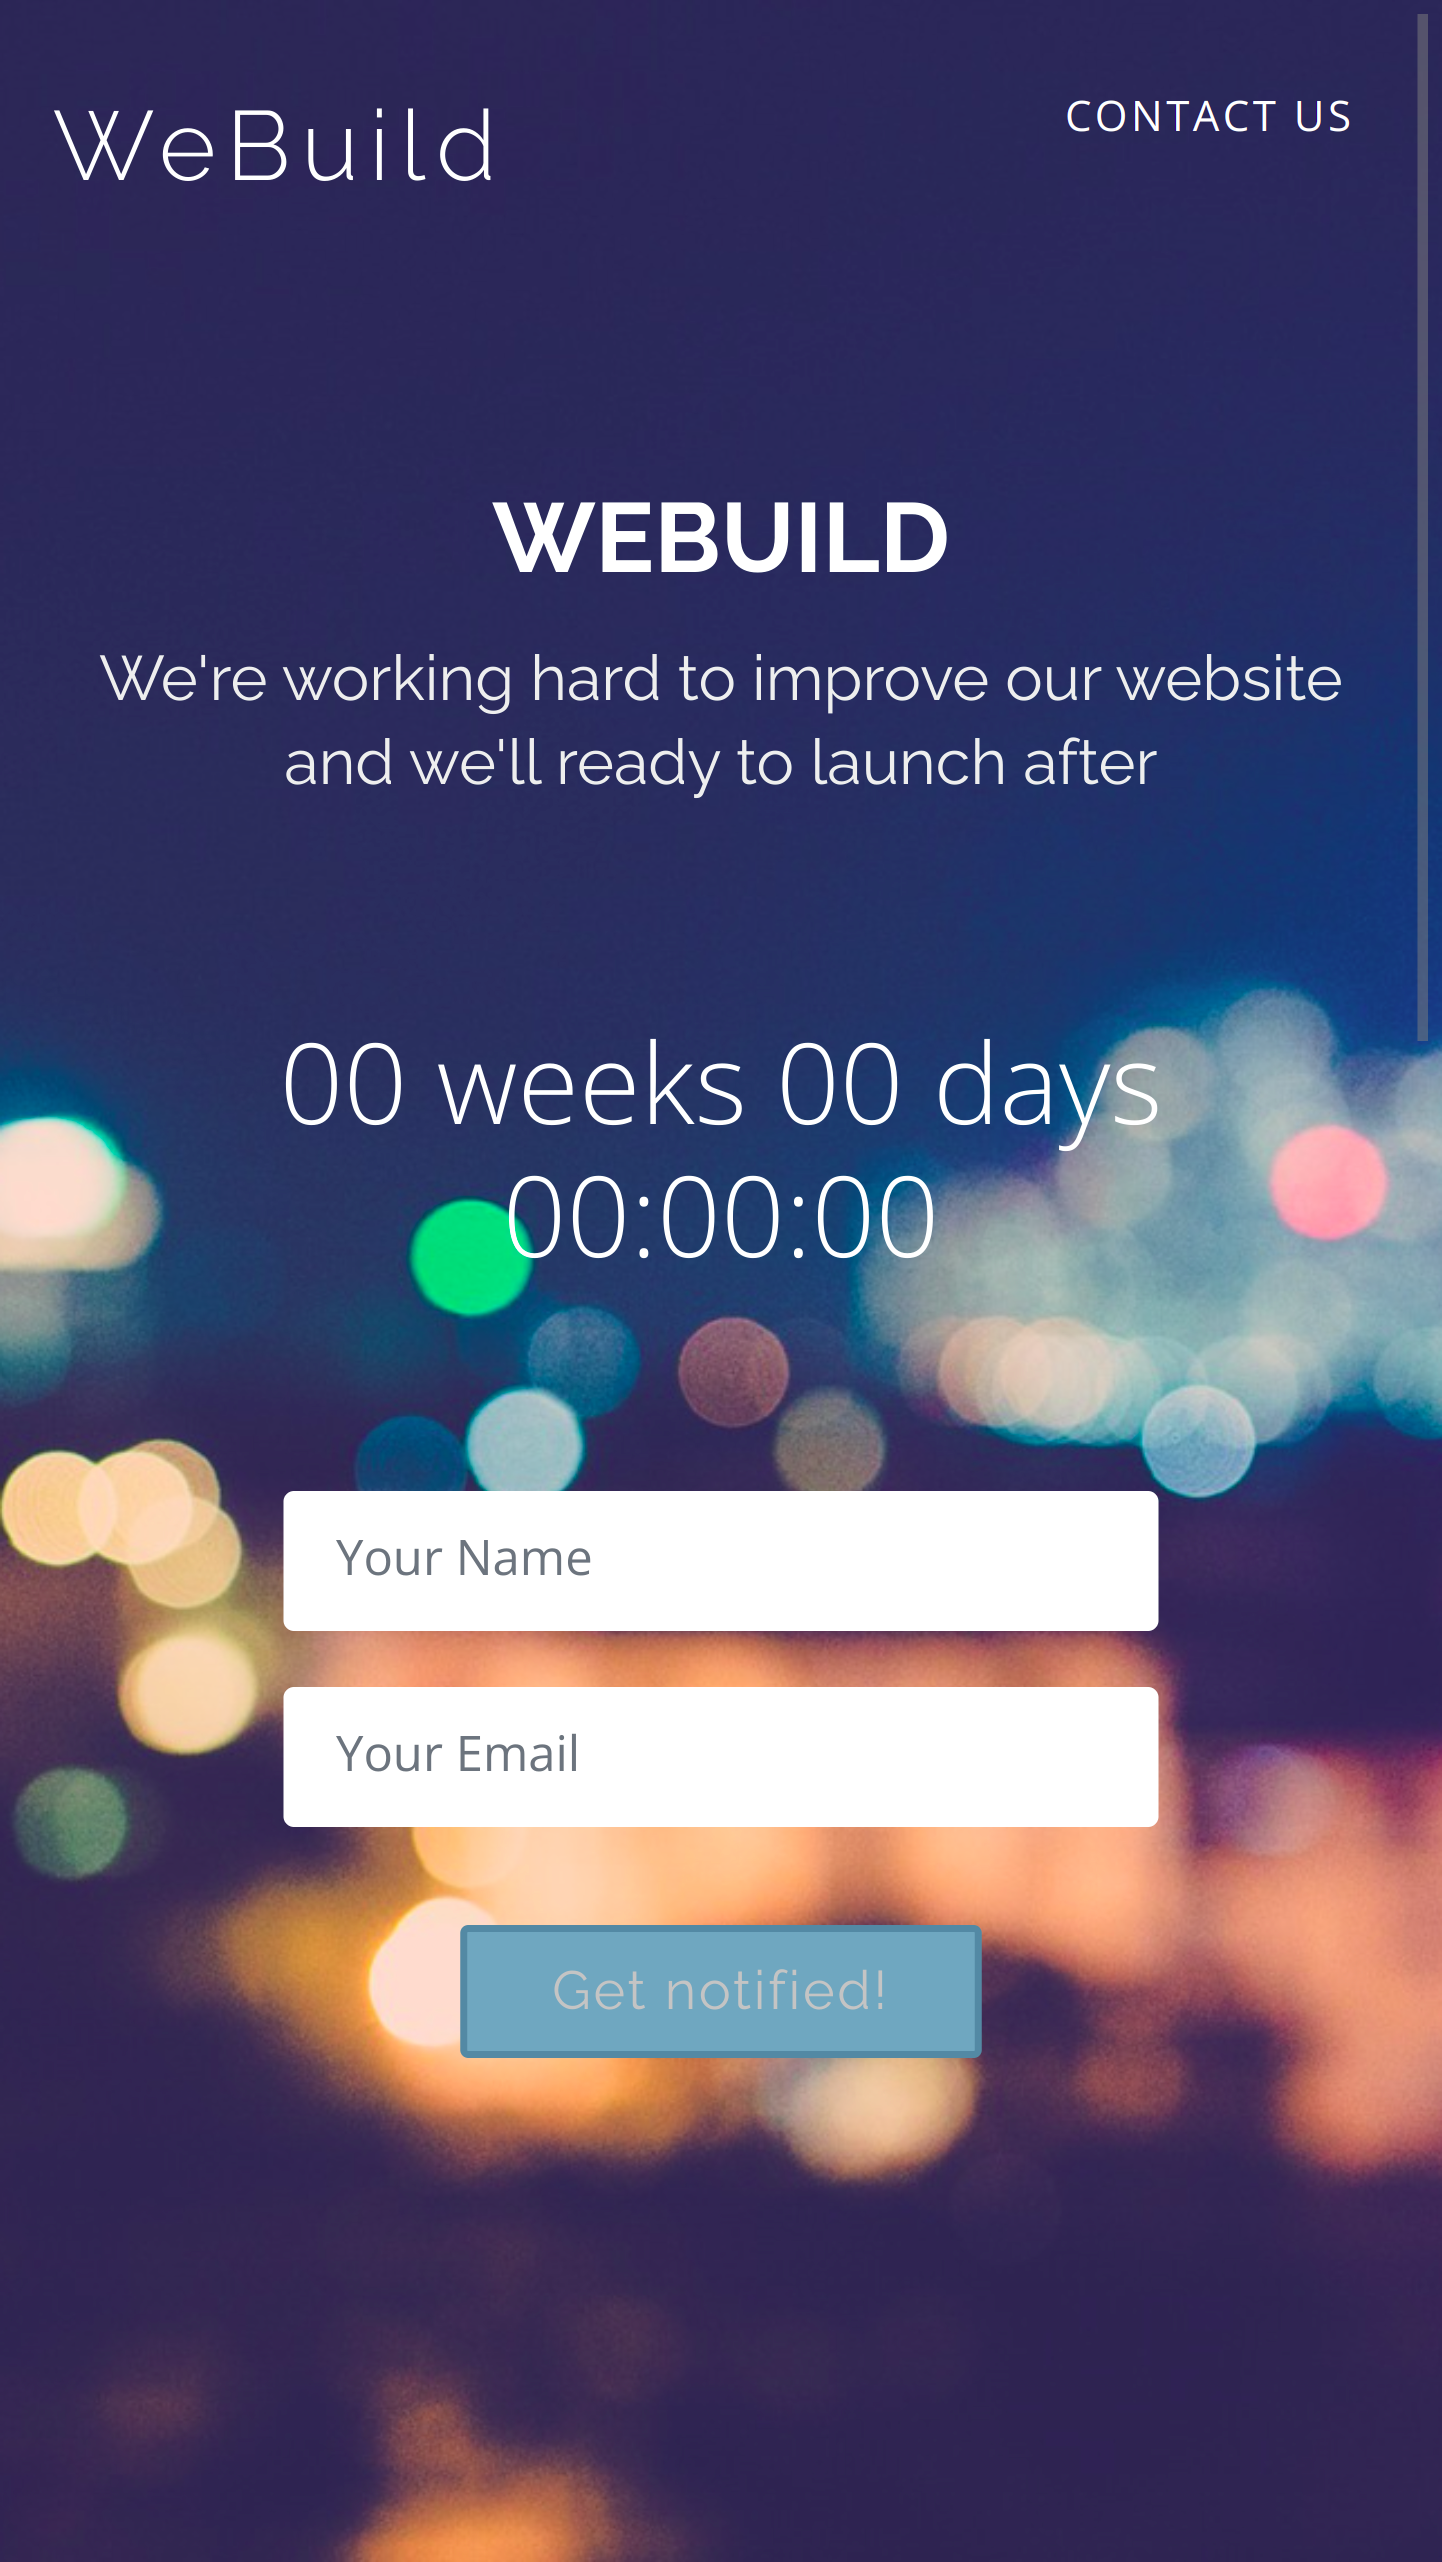 WeBuild
CONTACT US
WEBUILD
We're working hard to improve our website
and we'll ready to launch after
00 weeks 00 days
00:00:00
Your Name
Your Email
Get notified!